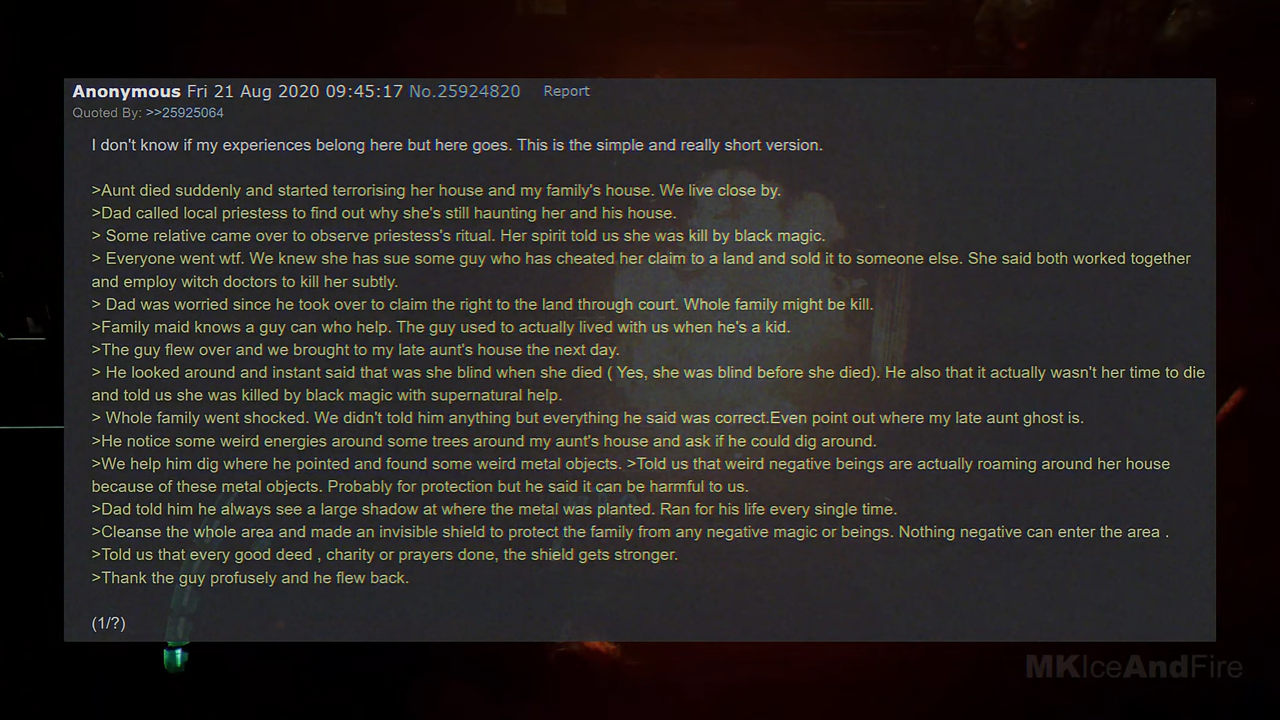 Anonymous Fri 21 Aug 2020 09:45:17 No.25924820 Report
Quoted By: >>25925064
I don't know if my experiences belong here but here goes. This is the simple and really short version.
>Aunt died suddenly and started terrorising her house and my family's house. We live close by.
>Dad called local priestess to find out why she's still haunting her and his house.
> Some relative came over to observe priestess's ritual. Her spirit told us she was kill by black magic.
> Everyone went wtf. We knew she has sue some guy who has cheated her claim to a land and sold it to someone else. She said both worked together
and employ witch doctors to kill her subtly.
> Dad was worried since he took over to claim the right to the land through court. Whole family might be kill.
>Family maid knows a guy can who help. The guy used to actually lived with us when he's a kid.
>The guy flew over and we brought to my late aunt's house the next day.
> He looked around and instant said that was she blind when she died ( Yes, she was blind before she died). He also that it actually wasn't her time to die
and told us she was killed by black magic with supernatural help.
> Whole family went shocked. We didn't told him anything but everything he said was correct.Even point out where my late aunt ghost is.
>He notice some weird energies around some trees around my aunt's house and ask if he could dig around.
>We help him dig where he pointed and found some weird metal objects. >Told us that weird negative beings are actually roaming around her house
because of these metal objects. Probably for protection but he said it can be harmful to us.
>Dad told him he always see a large shadow at where the metal was planted. Ran for his life every single time.
>Cleanse the whole area and made an invisible shield to protect the family from any negative magic or beings. Nothing negative can enter the area .
>Told us that every good deed , charity or prayers done, the shield gets stronger.
>Thank the guy profusely and he flew back.
(1/?)
MKIceAndFire